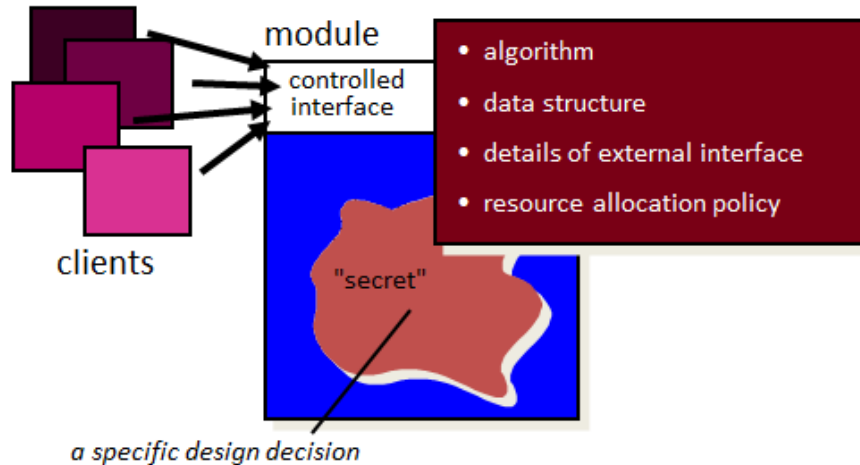 module
controlled
interface
• algorithm
• data structure
• details of external interface
• resource allocation policy
clients
"secret"
a specific design decision